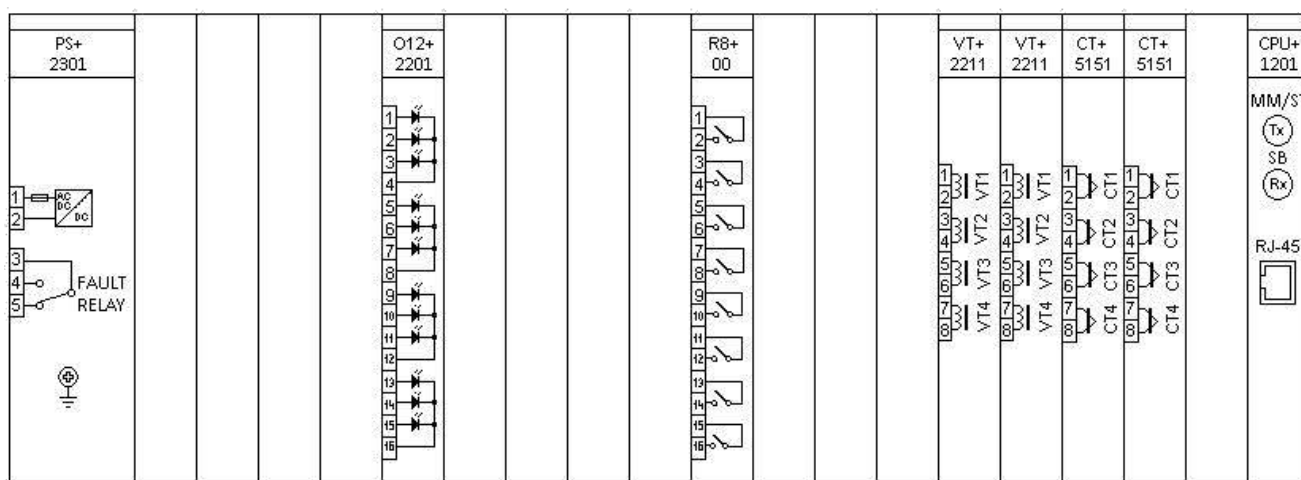 PS+
2301
1
2
3
4
5
AC
DC
DC
FAULT
RELAY
O12+
2201
1
2
3
4
5
6
7
8
9
10
11
12
13
14
15
16
R8+
00
1
2
3
4
5
6
7
8
9
10
11
12
13
14
15
16
VT+
2211
1
2
VT1
3
4
VT2
5
6
VT3
7
8
VT4
VT+
2211
1
2
VT1
3
4
VT2
5
6
VT3
7
8
VT4
CT+
5151
1
2
CT1
3
4
CT2
5
6
CT3
7
8
CT4
CT+
5151
1
2
CT1
3
4
CT2
5
6
CT3
7
8
CT4
CPU+
1201
MM/S
Tx
SB
Rx
RJ-45